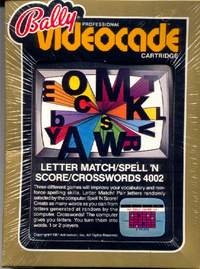 Bally
PROFESSIONAL
Videocade
CARTRIDGE
LETTER MATCH/SPELL 'N
SCORE/CROSSWORDS 4002
Three different games will improve your vocabulary and rein-
force spelling skills. Letter Match! Pair letters randomly
selected by the computer. Spell 'N Score!
Create as many words as you can from
letters generated at random by the
computer. Crosswords! The computer
gives you letters. You turn them into
words. 1 or 2 players